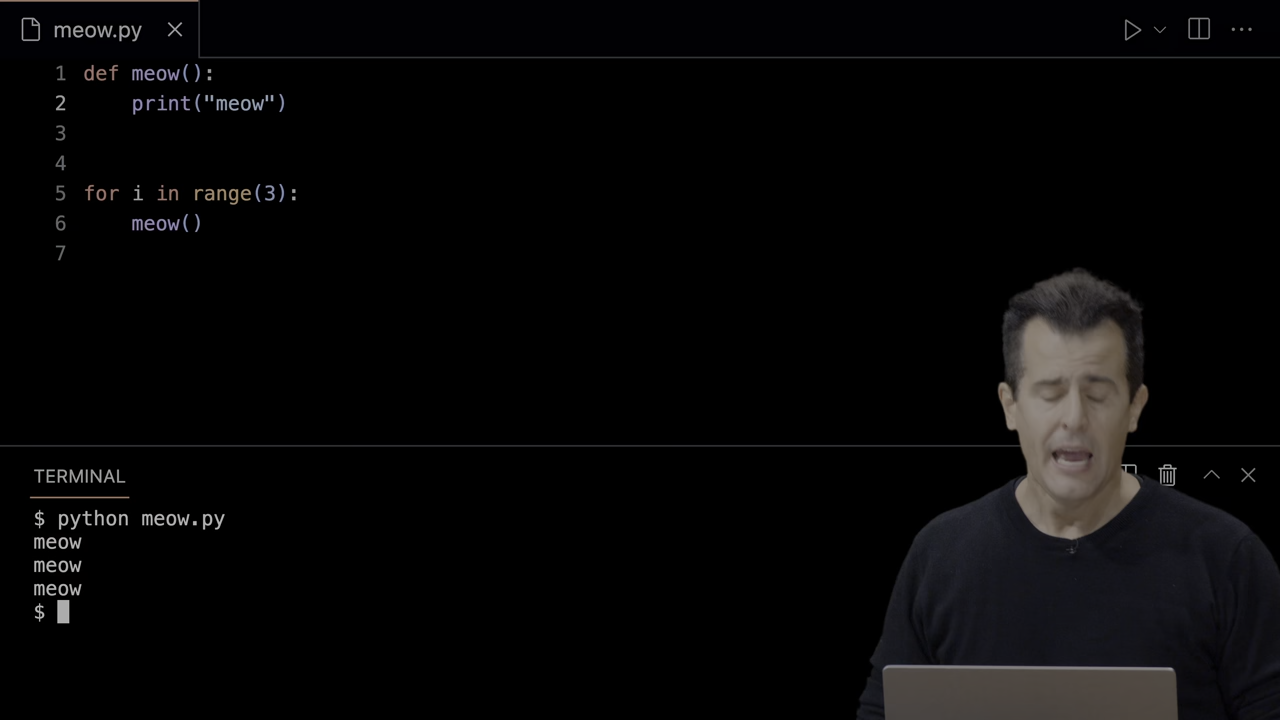 meow.py
1 def meow():
2     print("meow")
3
4
5 for i in range(3):
6     meow()
7
TERMINAL
$ python meow.py
meow
meow
meow
$